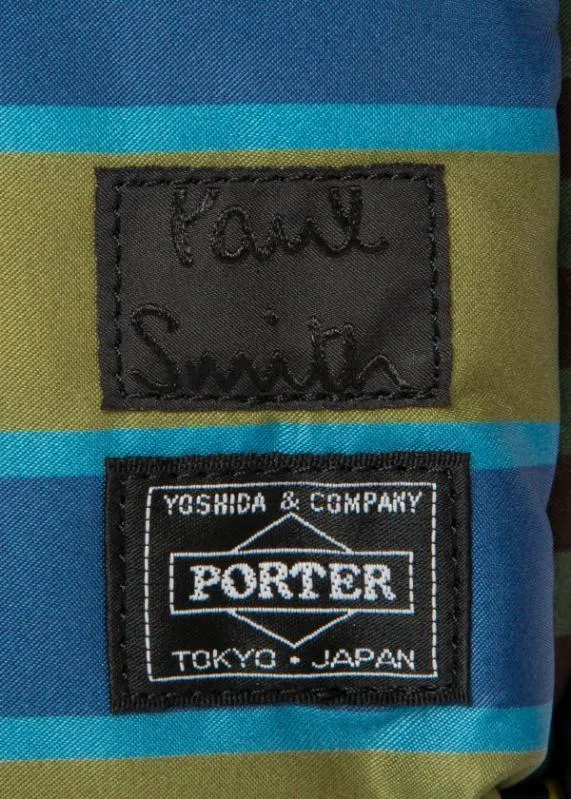 Paul
Smith
YOSHIDA & COMPANY
PORTER
TOKYO • JAPAN